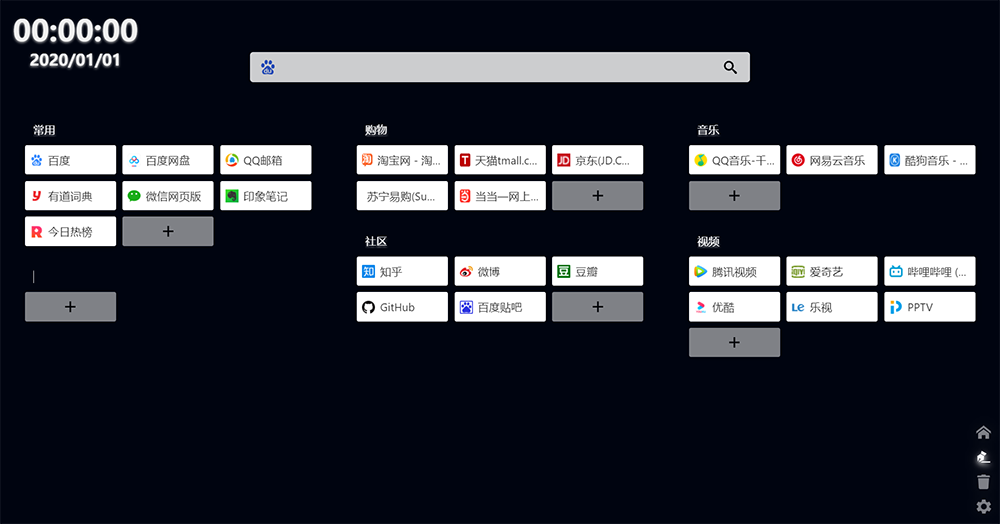 00:00:00
2020/01/01
常用
百度
百度网盘
QQ邮箱
有道词典
微信网页版
印象笔记
今日热榜
购物
淘宝网 - 淘...
天猫tmall.c...
京东(JD.C...
苏宁易购(Su...
当当—网上...
社区
知乎
微博
豆瓣
GitHub
百度贴吧
音乐
QQ音乐-千...
网易云音乐
酷狗音乐 - ...
视频
腾讯视频
爱奇艺
哔哩哔哩 (...
优酷
乐视
PPTV